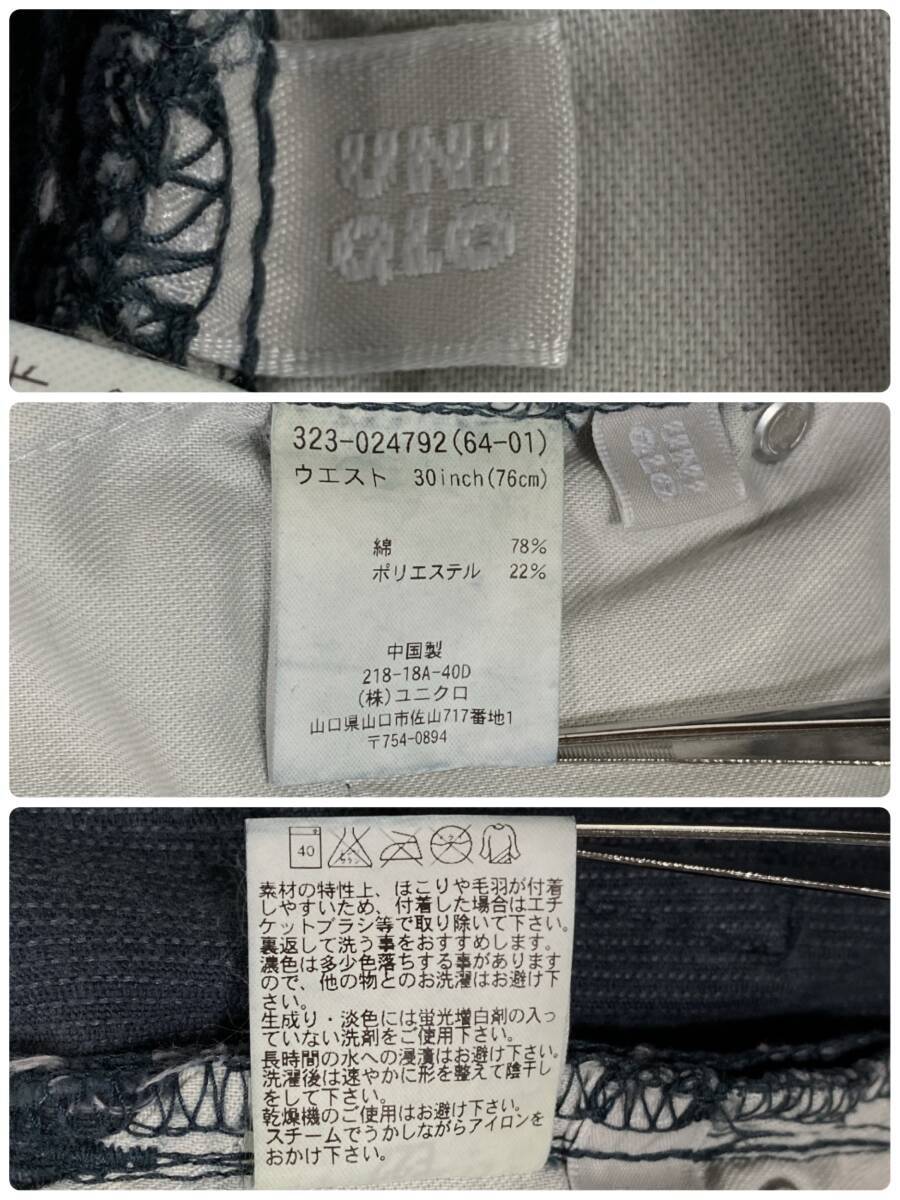 UNI
QLO
323-024792(64-01)
ウエスト 30inch(76cm)
綿 78%
ポリエステル 22%
中国製
218-18A-40D
(株)ユニクロ
山口県山口市佐山717番地1
〒754-0894
UNI
QLO
40
素材の特性上、ほこりや毛羽が付着
しやすいため、付着した場合はエチ
ケットブラシ等で取り除いて下さい。
裏返して洗う事をおすすめします。
濃色は多少色落ちする事があります
ので、他の物とのお洗濯はお避け下
さい。
生成り・淡色には蛍光増白剤の入っ
ていない洗剤をご使用下さい。
長時間の水への浸漬はお避け下さい。
洗濯後は速やかに形を整えて陰干し
をして下さい。
乾燥機のご使用はお避け下さい。
スチームでうかしながらアイロンを
おかけ下さい。